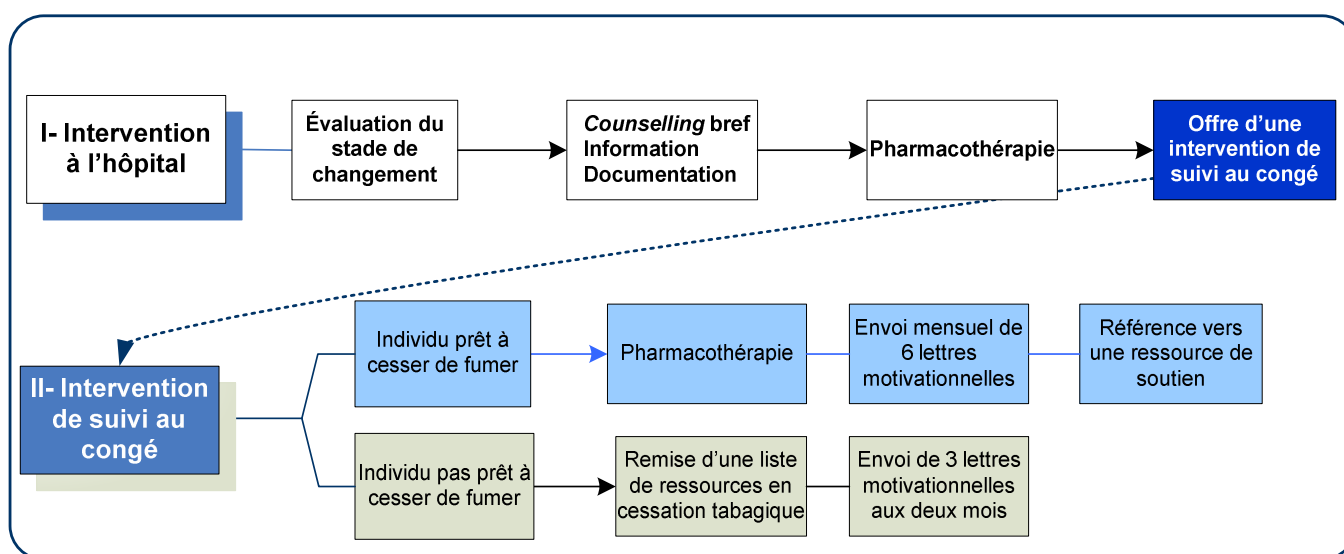 I- Intervention
à l’hôpital
Évaluation du
stade de
changement
Counselling bref
Information
Documentation
Pharmacothérapie
Offre d’une
intervention de
suivi au congé
II- Intervention
de suivi au
congé
Individu prêt à
cesser de fumer
Pharmacothérapie
Envoi mensuel de
6 lettres
motivationnelles
Référence vers
une ressource de
soutien
Individu pas prêt à
cesser de fumer
Remise d’une liste
de ressources en
cessation tabagique
Envoi de 3 lettres
motivationnelles
aux deux mois